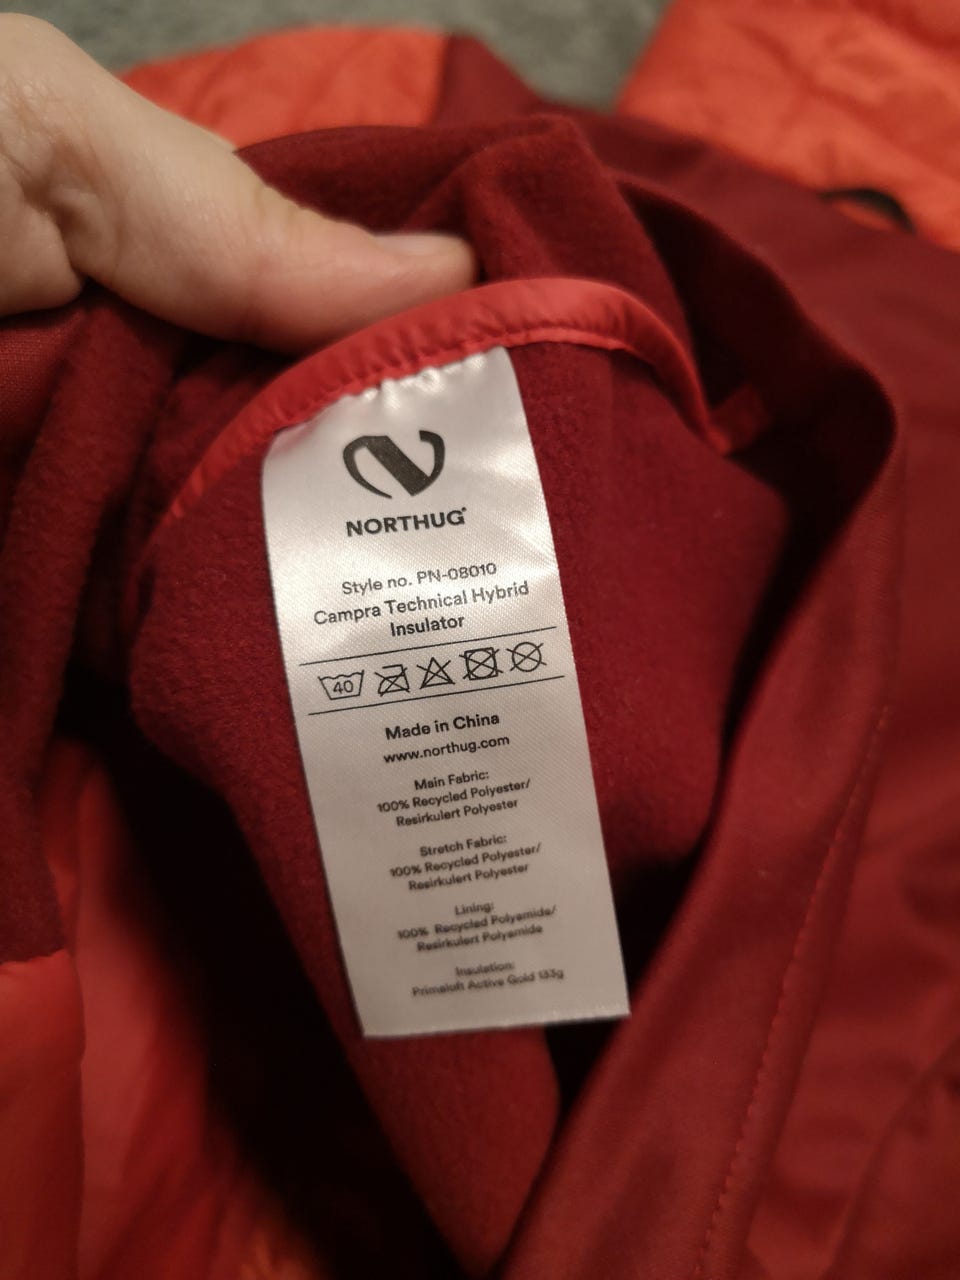 NORTHUG
Style no. PN-08010
Campra Technical Hybrid
Insulator
40
Made in China
www.northug.com
Main Fabric:
100% Recycled Polyester/
Resirkulert Polyester
Stretch Fabric:
100% Recycled Polyester/
Resirkulert Polyester
Lining:
100% Recycled Polyamide/
Resirkulert Polyamide
Insulation:
Primaloft Active Gold 133g